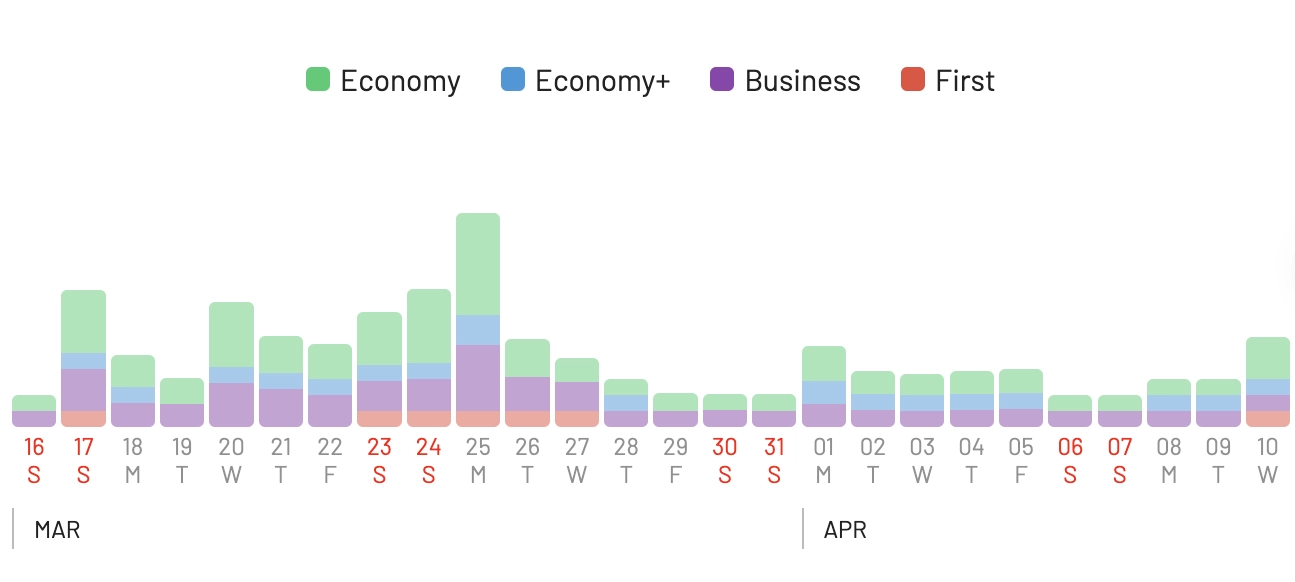 Economy Economy+ Business First
16 17 18 19 20 21 22 23 24 25 26 27 28 29 30 31 01 02 03 04 05 06 07 08 09 10
S S M T W T F S S M T W T F S S M T W T F S S M T W
MAR APR